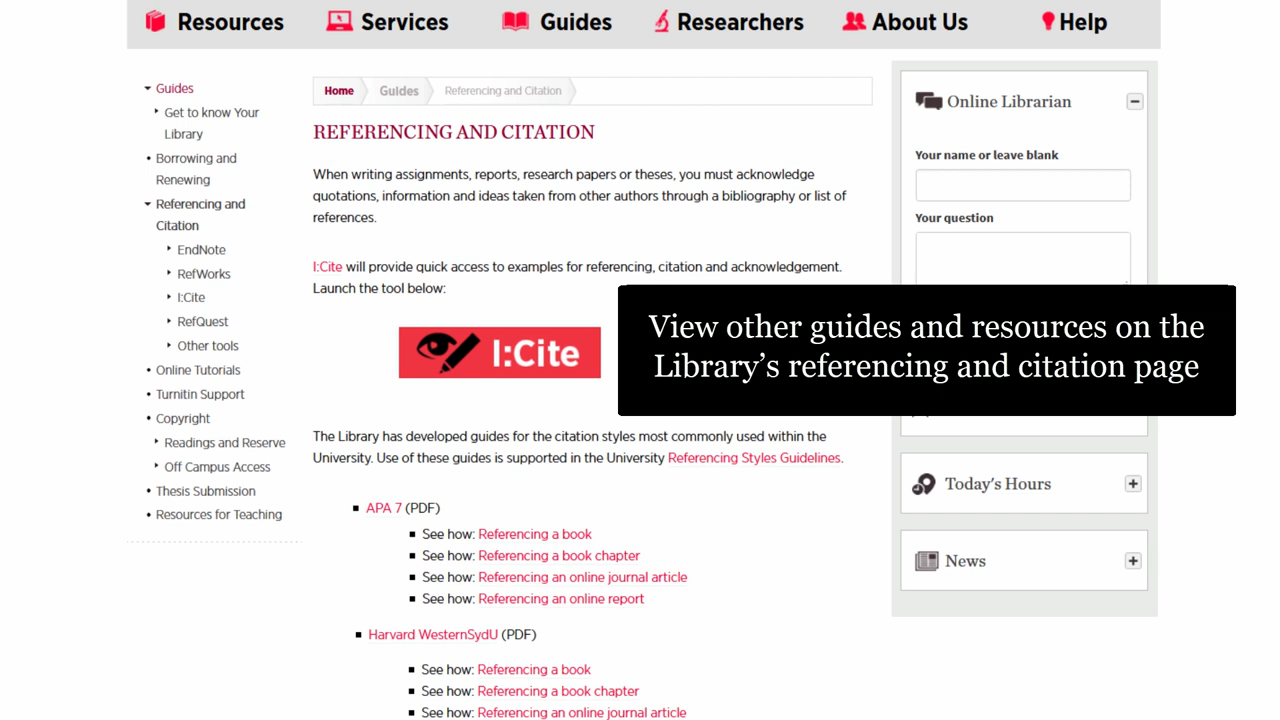 Resources
Services
Guides
Researchers
About Us
Help
Guides
Get to know Your
Library
Borrowing and
Renewing
Referencing and
Citation
EndNote
RefWorks
I:Cite
RefQuest
Other tools
Online Tutorials
Turnitin Support
Copyright
Readings and Reserve
Off Campus Access
Thesis Submission
Resources for Teaching
Home
Guides
Referencing and Citation
REFERENCING AND CITATION
When writing assignments, reports, research papers or theses, you must acknowledge
quotations, information and ideas taken from other authors through a bibliography or list of
references.
I:Cite will provide quick access to examples for referencing, citation and acknowledgement.
Launch the tool below:
I:Cite
The Library has developed guides for the citation styles most commonly used within the
University. Use of these guides is supported in the University Referencing Styles Guidelines.
APA 7 (PDF)
See how: Referencing a book
See how: Referencing a book chapter
See how: Referencing an online journal article
See how: Referencing an online report
Harvard WesternSydU (PDF)
See how: Referencing a book
See how: Referencing a book chapter
See how: Referencing an online journal article
Online Librarian
Your name or leave blank
Your question
View other guides and resources on the
Library’s referencing and citation page
Today's Hours
News